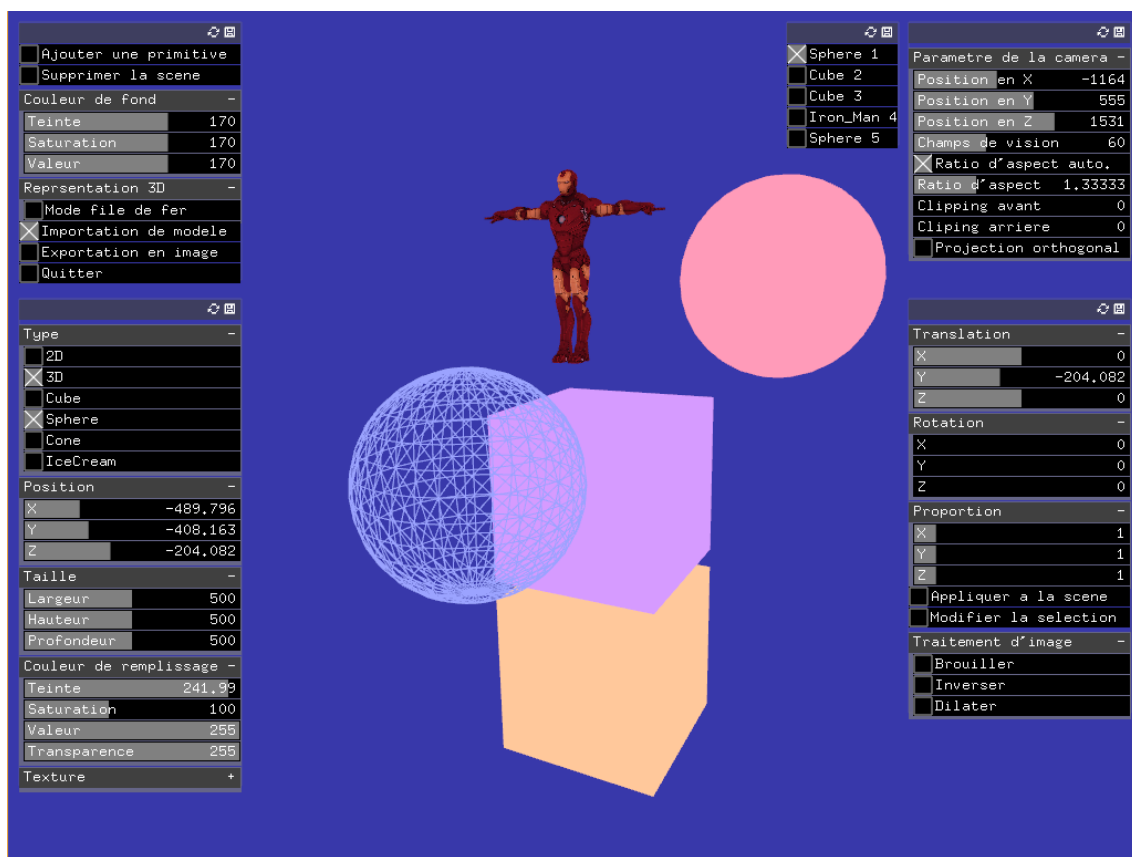 Ajouter une primitive
Supprimer la scene
Couleur de fond -
Teinte 170
Saturation 170
Valeur 170
Reprsentation 3D -
Mode file de fer
Importation de modele
Exportation en image
Quitter
Type -
2D
3D
Cube
Sphere
Cone
IceCream
Position -
X -489.796
Y -408.163
Z -204.082
Taille -
Largeur 500
Hauteur 500
Profondeur 500
Couleur de remplissage -
Teinte 241.99
Saturation 100
Valeur 255
Transparence 255
Texture +
Sphere 1
Cube 2
Cube 3
Iron_Man 4
Sphere 5
Parametre de la camera -
Position en X -1164
Position en Y 555
Position en Z 1531
Champs de vision 60
Ratio d'aspect auto.
Ratio d'aspect 1.33333
Clipping avant 0
Cliping arriere 0
Projection orthogonal
Translation -
X 0
Y -204.082
Z 0
Rotation -
X 0
Y 0
Z 0
Proportion -
X 1
Y 1
Z 1
Appliquer a la scene
Modifier la selection
Traitement d'image -
Brouiller
Inverser
Dilater